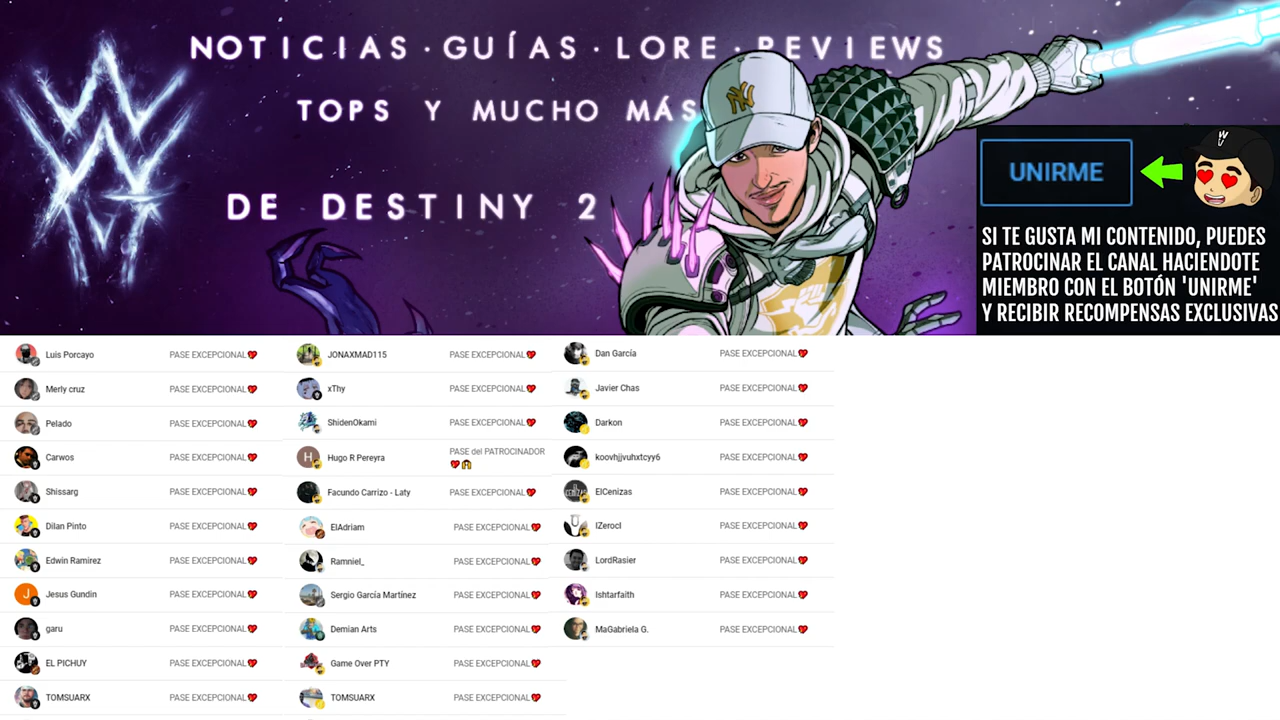 NOTICIAS · GUÍAS · LORE · REVIEWS
TOPS Y MUCHO MÁS
DE DESTINY 2
UNIRME
SI TE GUSTA MI CONTENIDO, PUEDES
PATROCINAR EL CANAL HACIENDOTE
MIEMBRO CON EL BOTÓN 'UNIRME'
Y RECIBIR RECOMPENSAS EXCLUSIVAS
Luis Porcayo PASE EXCEPCIONAL
Merly cruz PASE EXCEPCIONAL
Pelado PASE EXCEPCIONAL
Carwos PASE EXCEPCIONAL
Shissarg PASE EXCEPCIONAL
Dilan Pinto PASE EXCEPCIONAL
Edwin Ramirez PASE EXCEPCIONAL
J Jesus Gundin PASE EXCEPCIONAL
garu PASE EXCEPCIONAL
EL PICHUY PASE EXCEPCIONAL
TOMSUARX PASE EXCEPCIONAL
JONAXMAD115 PASE EXCEPCIONAL
xThy PASE EXCEPCIONAL
ShidenOkami PASE EXCEPCIONAL
H Hugo R Pereyra PASE del PATROCINADOR
Facundo Carrizo - Laty PASE EXCEPCIONAL
ElAdriam PASE EXCEPCIONAL
Ramniel_ PASE EXCEPCIONAL
Sergio García Martínez PASE EXCEPCIONAL
Demian Arts PASE EXCEPCIONAL
Game Over PTY PASE EXCEPCIONAL
TOMSUARX PASE EXCEPCIONAL
Dan García PASE EXCEPCIONAL
Javier Chas PASE EXCEPCIONAL
Darkon PASE EXCEPCIONAL
koovhjjvuhxtcyy6 PASE EXCEPCIONAL
ElCenizas PASE EXCEPCIONAL
IZerocl PASE EXCEPCIONAL
LordRasier PASE EXCEPCIONAL
Ishtarfaith PASE EXCEPCIONAL
MaGabriela G. PASE EXCEPCIONAL